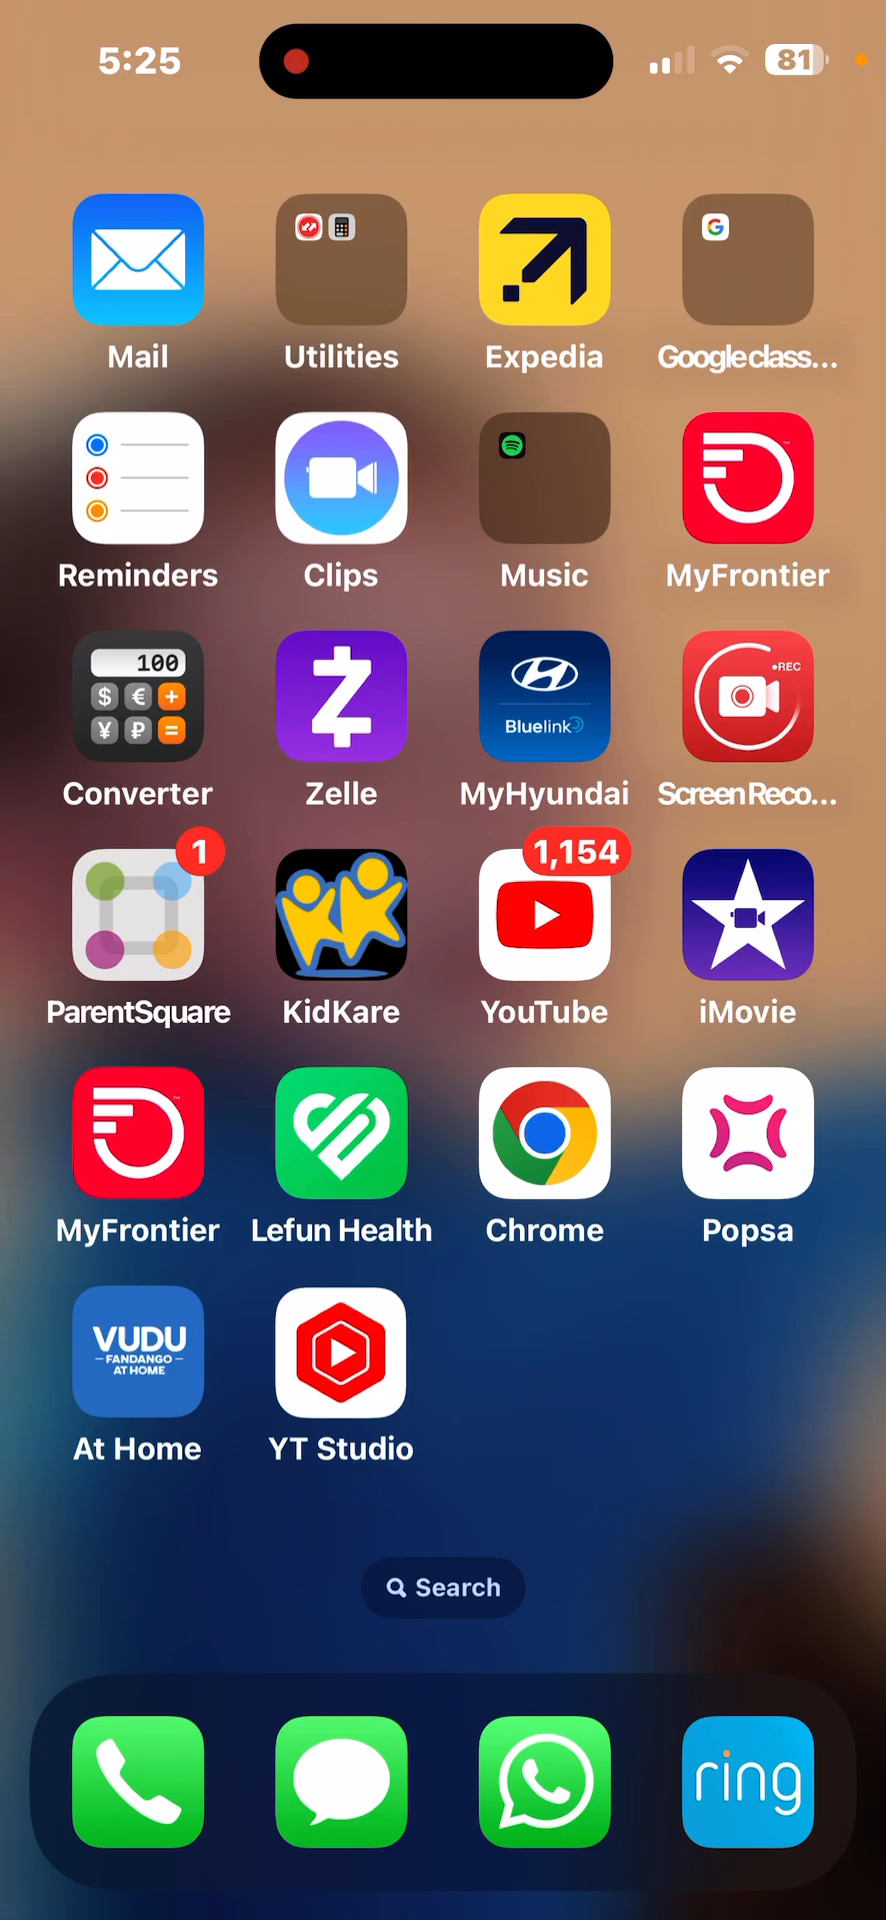 5:25
81
Mail
Utilities
Expedia
Googleclass...
Reminders
Clips
Music
MyFrontier
100
$ € +
¥ ₽ =
Bluelink
•REC
Converter
Zelle
MyHyundai
Screen Reco...
1
1,154
ParentSquare
KidKare
YouTube
iMovie
MyFrontier
Lefun Health
Chrome
Popsa
VUDU
FANDANGO
AT HOME
At Home
YT Studio
Search
ring